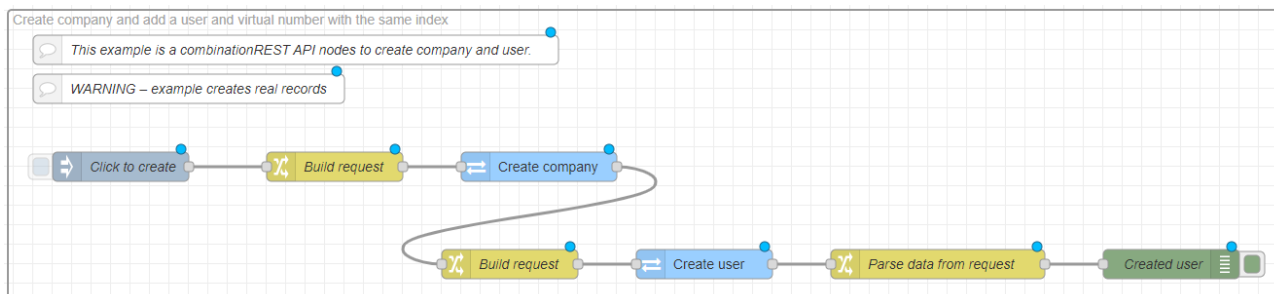 Create company and add a user and virtual number with the same index
This example is a combinationREST API nodes to create company and user.
WARNING – example creates real records
Click to create
Build request
Create company
Build request
Create user
Parse data from request
Created user